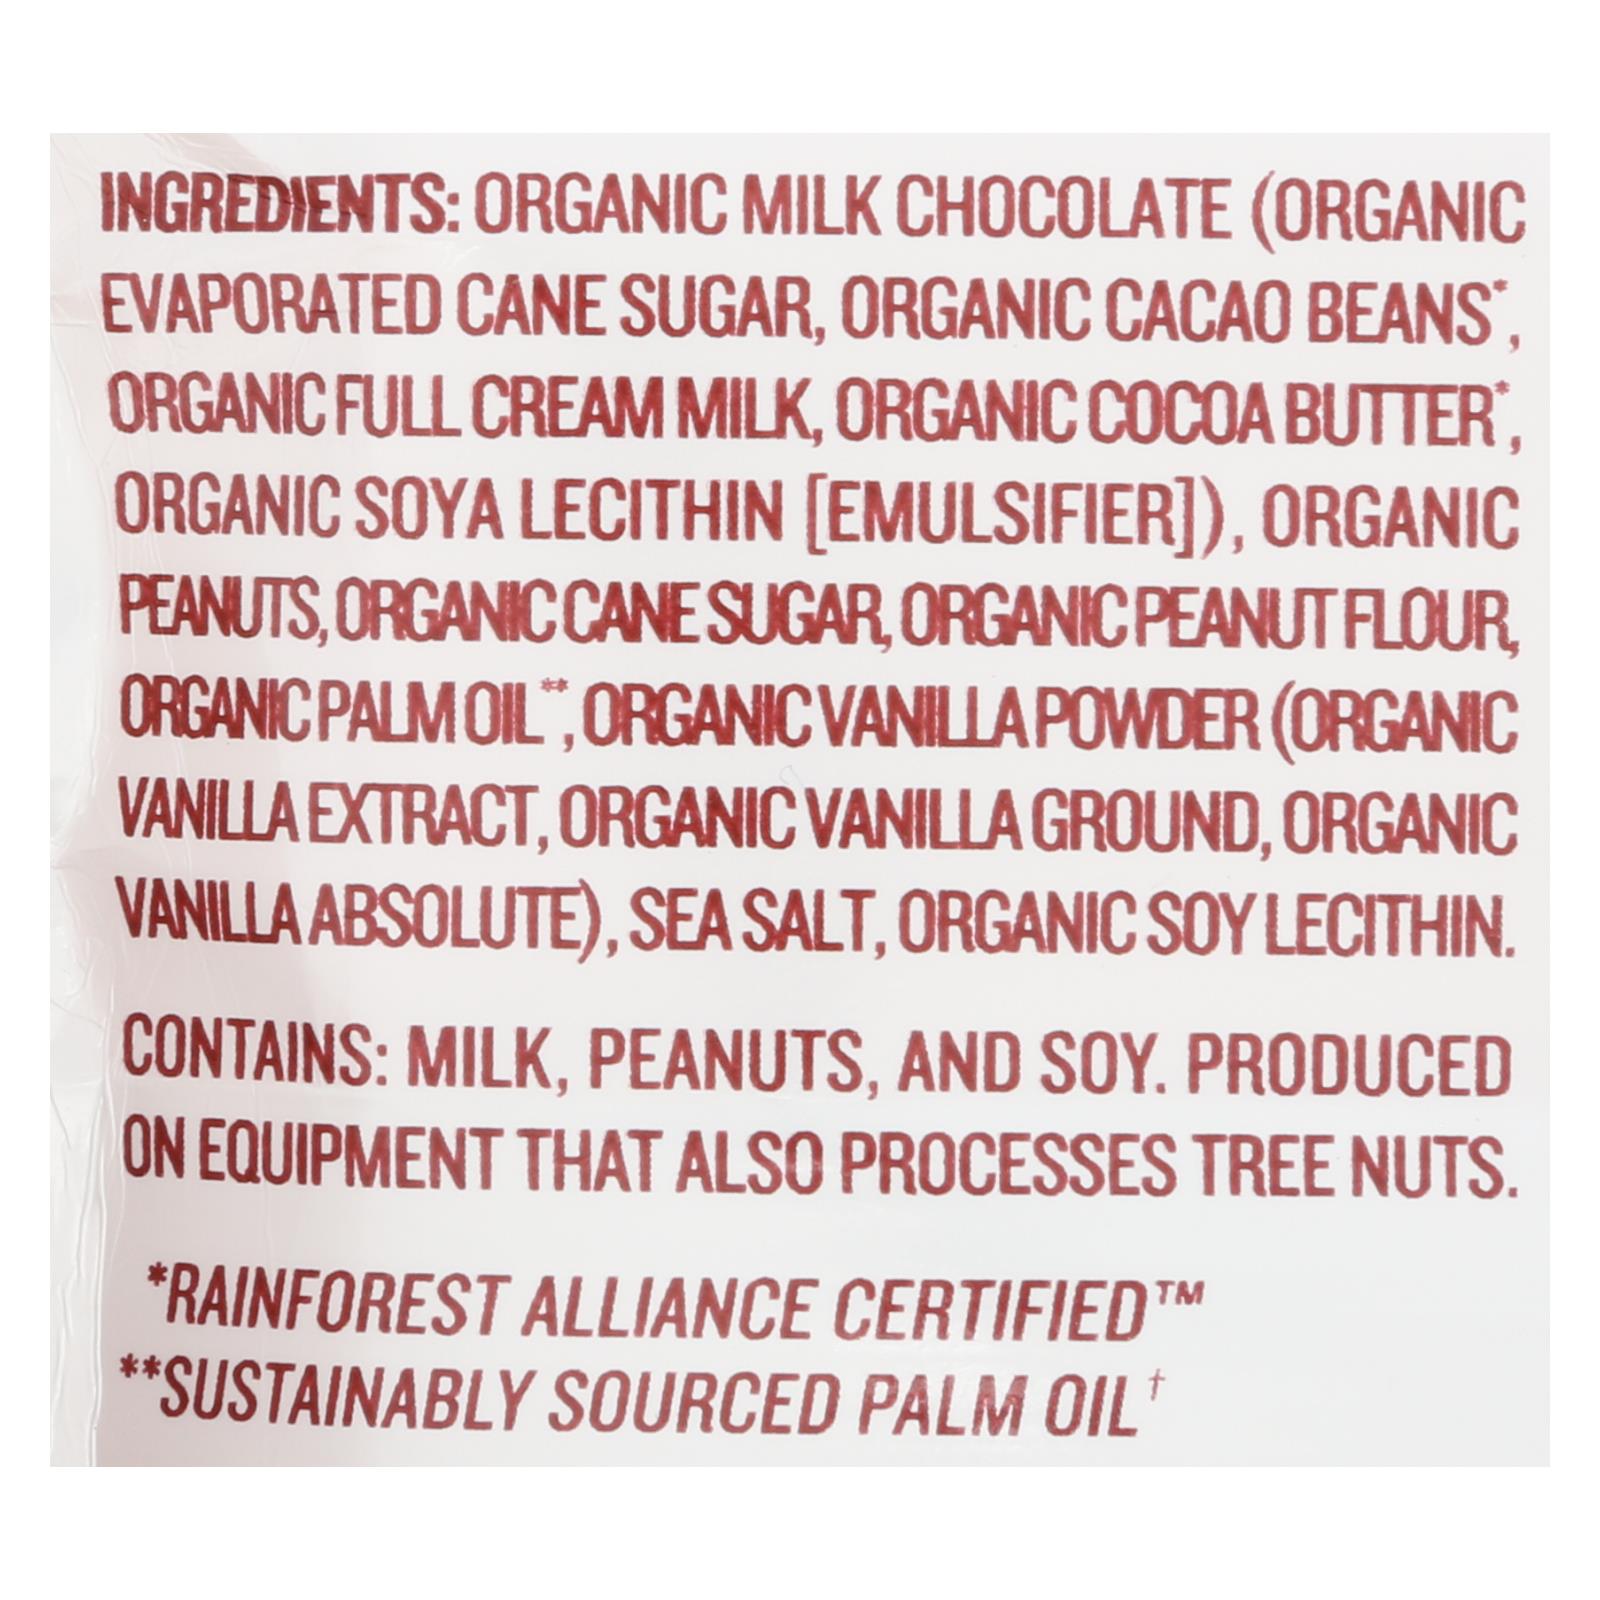 INGREDIENTS: ORGANIC MILK CHOCOLATE (ORGANIC
EVAPORATED CANE SUGAR, ORGANIC CACAO BEANS*,
ORGANIC FULL CREAM MILK, ORGANIC COCOA BUTTER*,
ORGANIC SOYA LECITHIN [EMULSIFIER]), ORGANIC
PEANUTS, ORGANIC CANE SUGAR, ORGANIC PEANUT FLOUR,
ORGANIC PALM OIL**, ORGANIC VANILLA POWDER (ORGANIC
VANILLA EXTRACT, ORGANIC VANILLA GROUND, ORGANIC
VANILLA ABSOLUTE), SEA SALT, ORGANIC SOY LECITHIN.
CONTAINS: MILK, PEANUTS, AND SOY. PRODUCED
ON EQUIPMENT THAT ALSO PROCESSES TREE NUTS.
*RAINFOREST ALLIANCE CERTIFIED™
**SUSTAINABLY SOURCED PALM OIL†